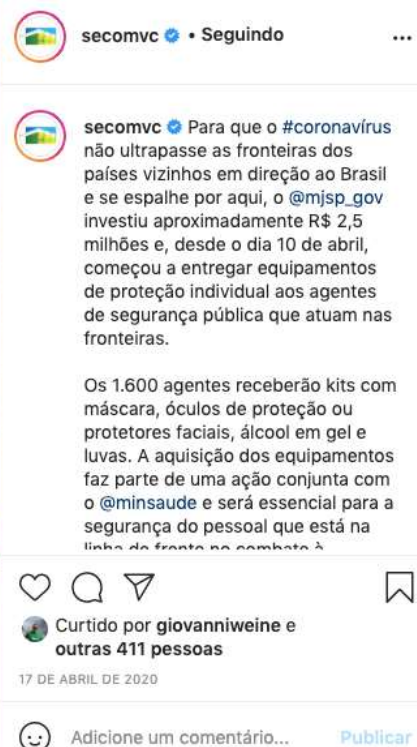 secomvc • Seguindo
...
secomvc Para que o #coronavírus
não ultrapasse as fronteiras dos
países vizinhos em direção ao Brasil
e se espalhe por aqui, o @mjsp_gov
investiu aproximadamente R$ 2,5
milhões e, desde o dia 10 de abril,
começou a entregar equipamentos
de proteção individual aos agentes
de segurança pública que atuam nas
fronteiras.
Os 1.600 agentes receberão kits com
máscara, óculos de proteção ou
protetores faciais, álcool em gel e
luvas. A aquisição dos equipamentos
faz parte de uma ação conjunta com
o @minsaude e será essencial para a
segurança do pessoal que está na
linha de frente no combate à
Curtido por giovanniweine e
outras 411 pessoas
17 DE ABRIL DE 2020
Adicione um comentário... Publicar